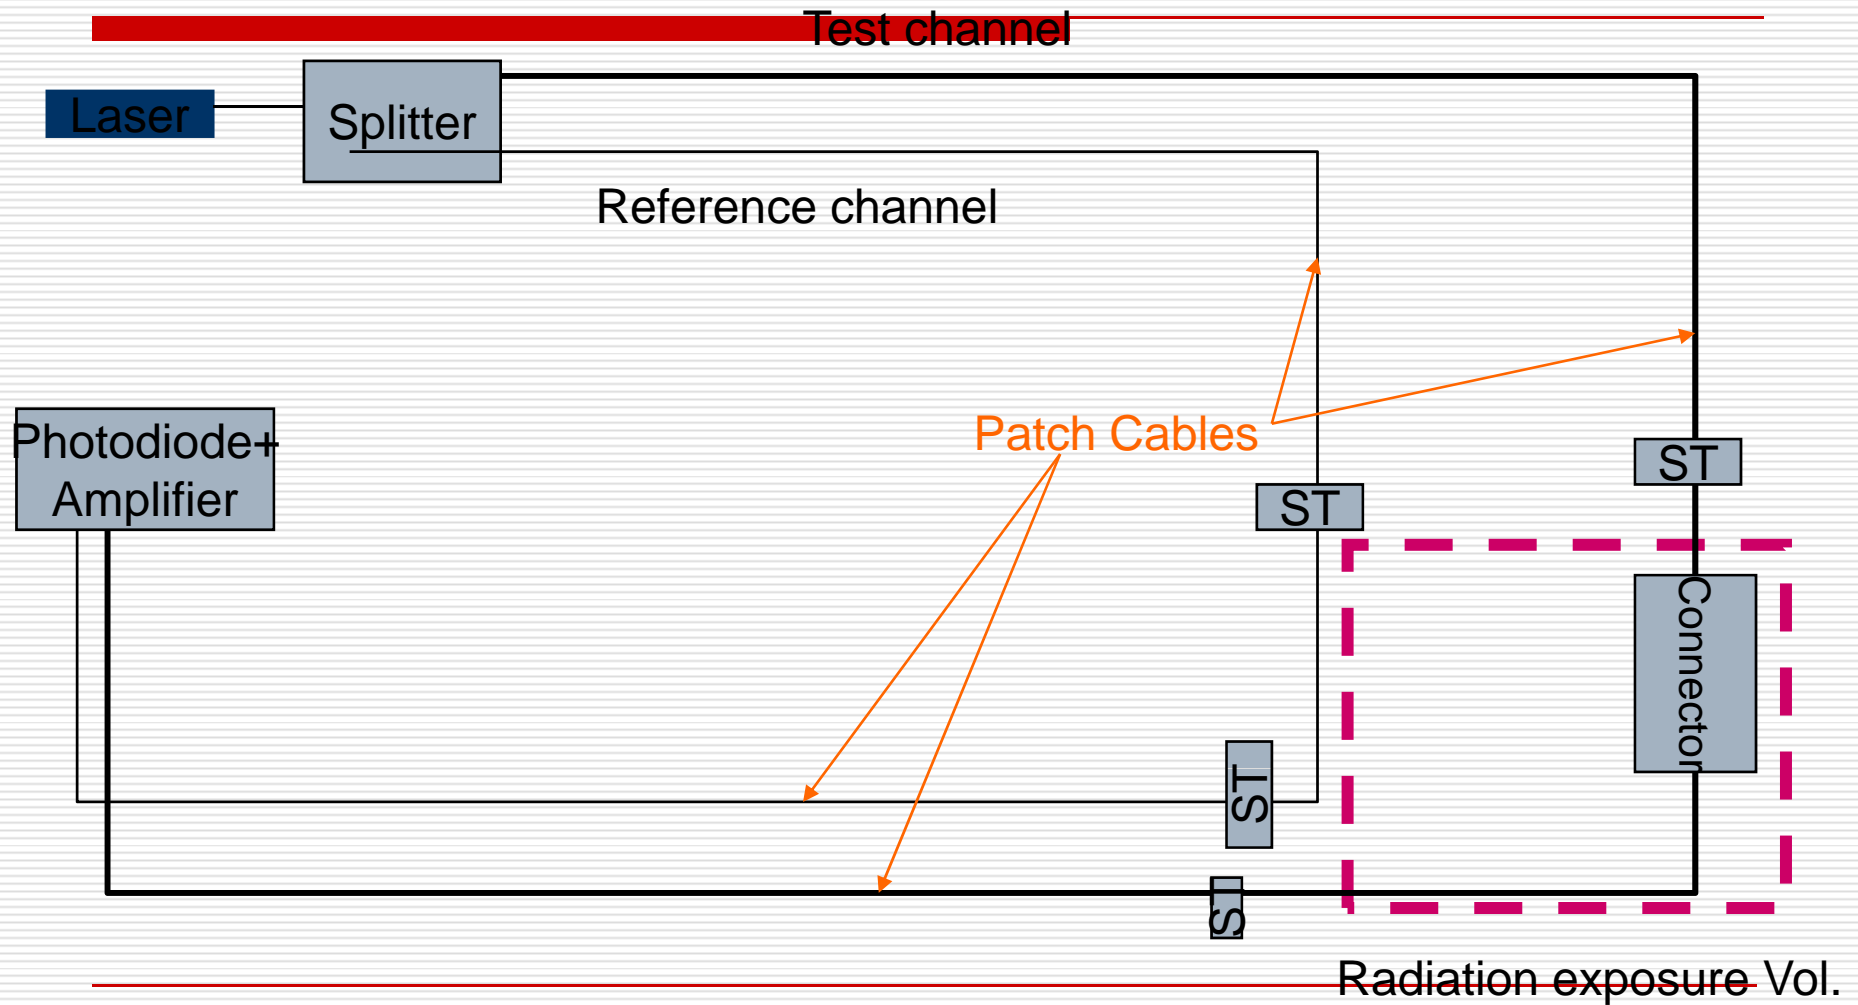 Test channel
Laser
Splitter
Reference channel
Photodiode+
Amplifier
Patch Cables
ST
ST
Connector
ST
ST
Radiation exposure Vol.